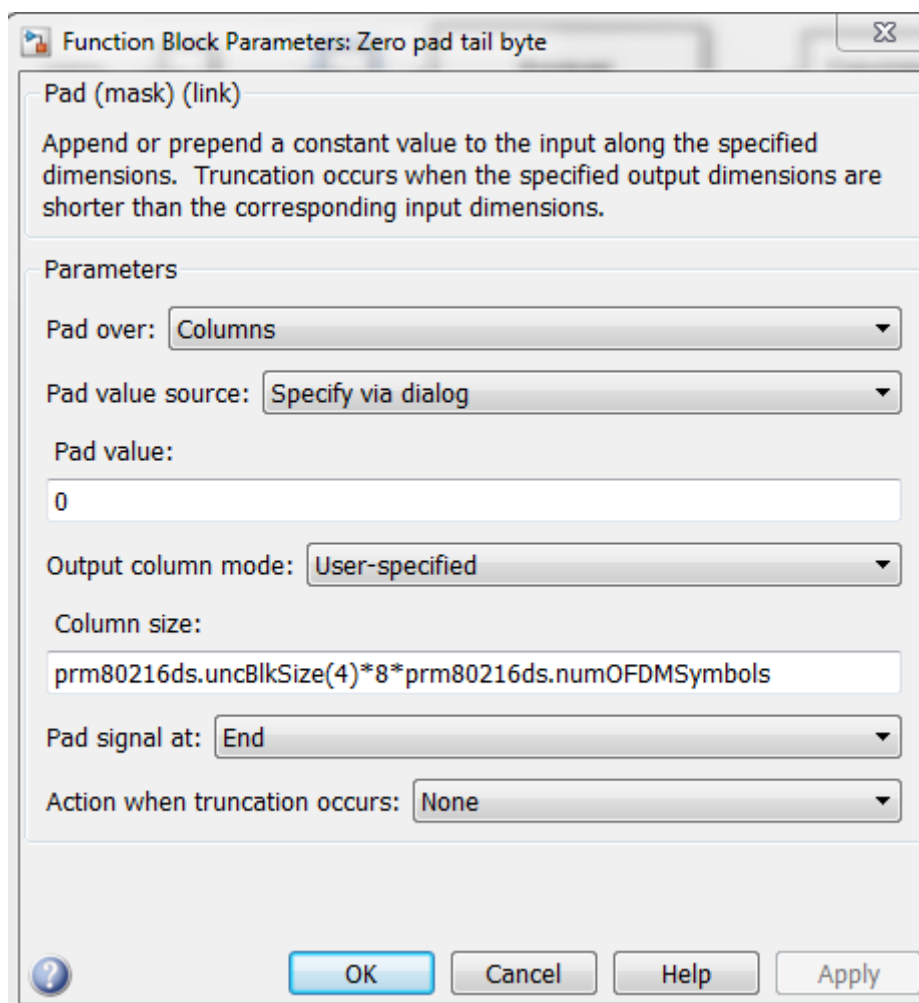 Function Block Parameters: Zero pad tail byte
Pad (mask) (link)
Append or prepend a constant value to the input along the specified
dimensions. Truncation occurs when the specified output dimensions are
shorter than the corresponding input dimensions.
Parameters
Pad over: Columns
Pad value source: Specify via dialog
Pad value:
0
Output column mode: User-specified
Column size:
prm80216ds.uncBlkSize(4)*8*prm80216ds.numOFDMSymbols
Pad signal at: End
Action when truncation occurs: None
? OK Cancel Help Apply